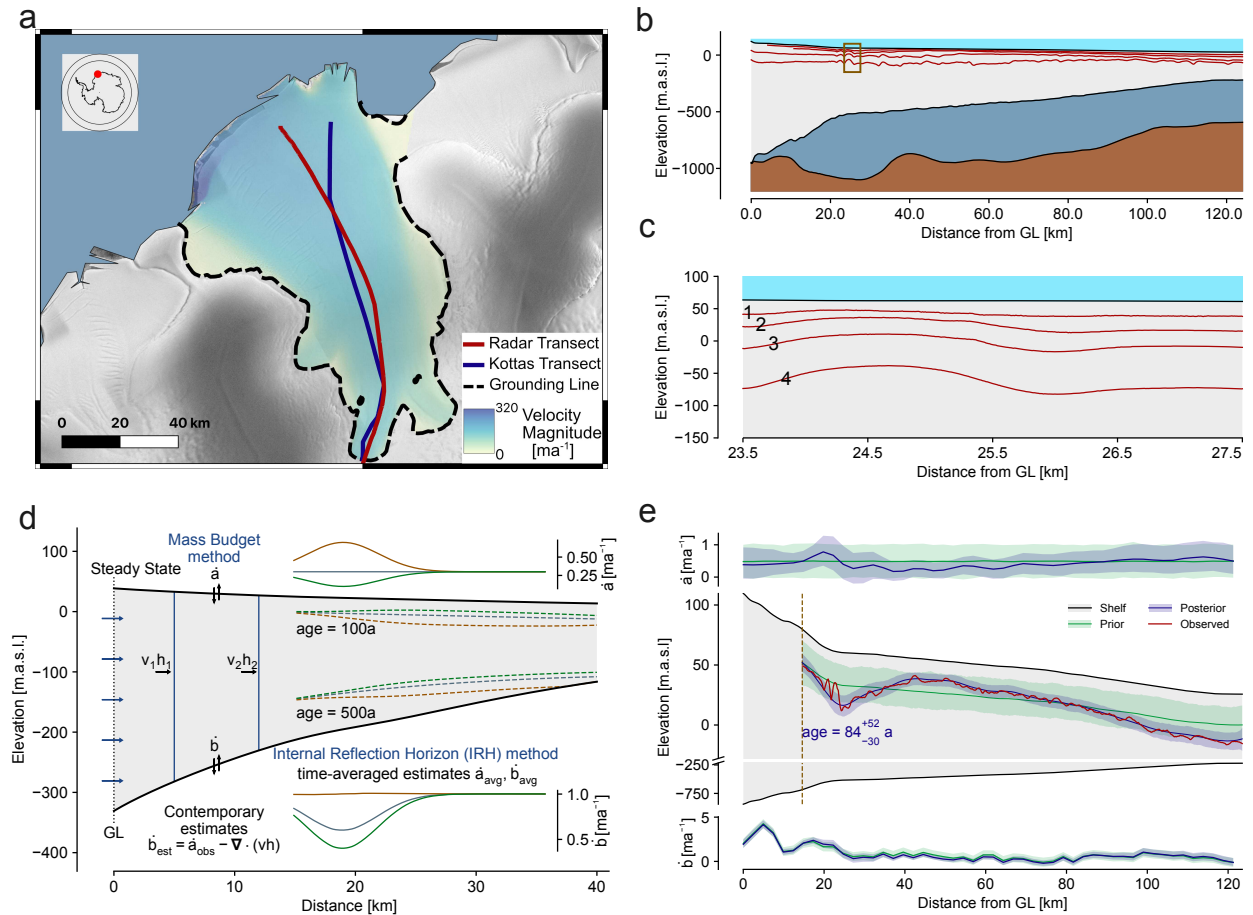 a
Radar Transect
Kottas Transect
Grounding Line
320
0
Velocity
Magnitude
[ma⁻¹]
0 20 40 km
b
Elevation [m.a.s.l.]
0
−500
−1000
0.0 20.0 40.0 60.0 80.0 100.0 120.0
Distance from GL [km]
c
Elevation [m.a.s.l.]
100
50
0
−50
−100
−150
1
2
3
4
23.5 24.5 25.5 26.5 27.5
Distance from GL [km]
d
Elevation [m.a.s.l.]
100
0
−100
−200
−300
−400
Mass Budget
method
Steady State
ȧ
v₁h₁
v₂h₂
ḃ
GL
0.50
0.25
ȧ [ma⁻¹]
age = 100a
age = 500a
Internal Reflection Horizon (IRH) method
time-averaged estimates ȧ_avg, ḃ_avg
Contemporary
estimates
ḃ_est = ȧ_obs − ∇ · (vh)
1.0
0.5
ḃ [ma⁻¹]
0 10 20 30 40
Distance [km]
e
ȧ [ma⁻¹]
1
0
Elevation [m.a.s.l.]
100
50
0
−250
−750
Shelf
Prior
Posterior
Observed
age = 84⁺⁵²₋₃₀ a
ḃ [ma⁻¹]
5
0
0 20 40 60 80 100 120
Distance from GL [km]